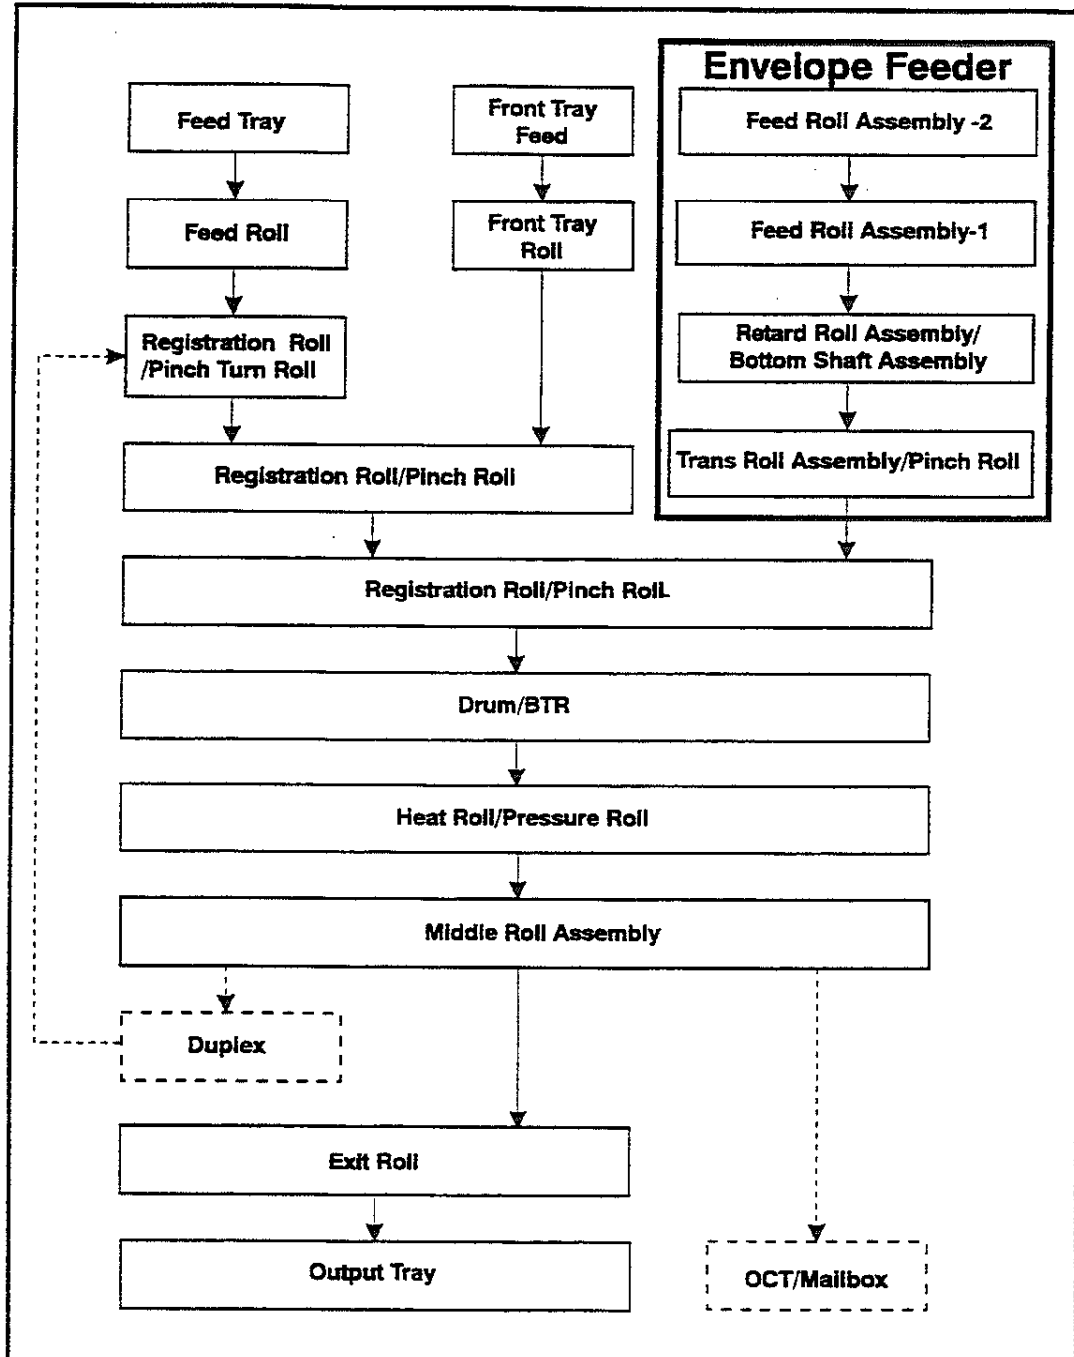 Envelope Feeder
Feed Tray
Front Tray
Feed
Feed Roll Assembly -2
Feed Roll
Front Tray
Roll
Feed Roll Assembly-1
Registration Roll
/Pinch Turn Roll
Retard Roll Assembly/
Bottom Shaft Assembly
Registration Roll/Pinch Roll
Trans Roll Assembly/Pinch Roll
Registration Roll/Pinch Roll.
Drum/BTR
Heat Roll/Pressure Roll
Middle Roll Assembly
Duplex
Exit Roll
Output Tray
OCT/Mailbox